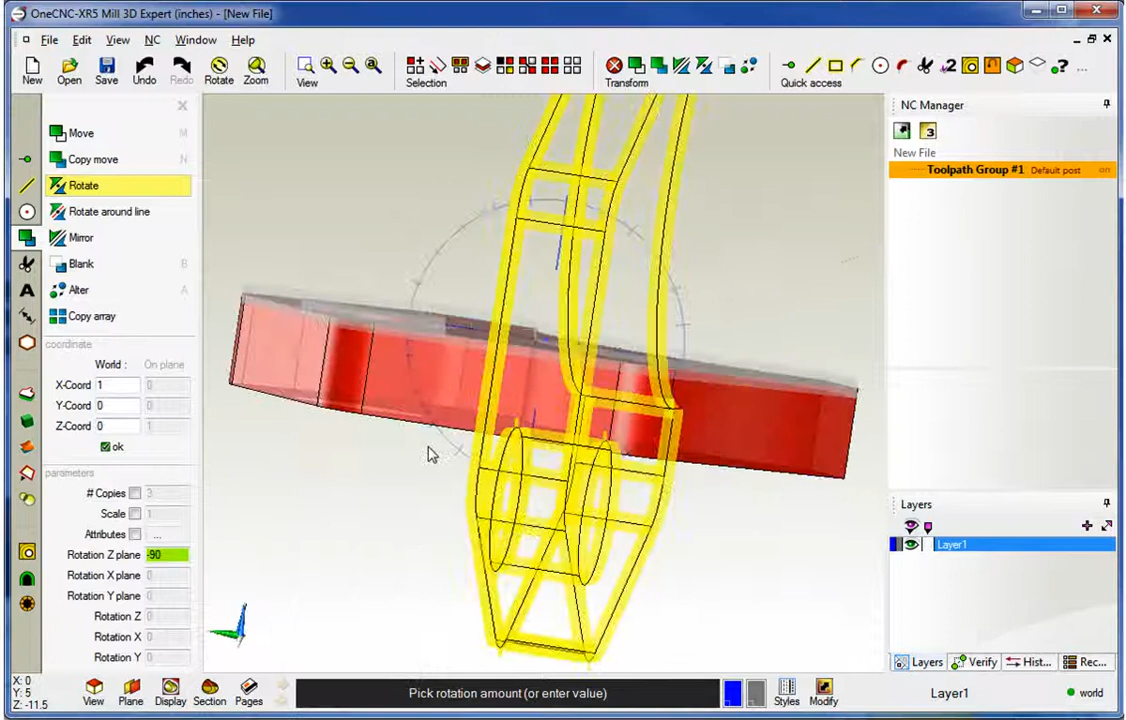 OneCNC-XR5 Mill 3D Expert (inches) - [New File]
File Edit View NC Window Help
New Open Save Undo Redo Rotate Zoom View Selection Transform Quick access
NC Manager
Move M
Copy move N
3
New File
Toolpath Group #1 Default post on
Rotate
Rotate around line
Mirror
Blank B
Alter A
Copy array
coordinate
World : On plane
X-Coord 1 0
Y-Coord 0 0
Z-Coord 0 1
ok
parameters
# Copies 3
Scale 1
Attributes ...
Rotation Z plane -90
Rotation X plane 0
Rotation Y plane 0
Rotation Z 0
Rotation X 0
Rotation Y 0
Layers
Layer1
Layers Verify Hist... Rec...
X: 0
Y: 5
Z: -11.5
View Plane Display Section Pages
Pick rotation amount (or enter value)
Styles Modify
Layer1
world